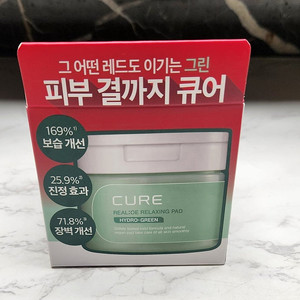 그 어떤 레드도 이기는 그린
피부 결까지 큐어
169%
보습 개선
25.9%
진정 효과
71.8%
장벽 개선
CURE
REALCICA RELAXING PAD
HYDRO-GREEN